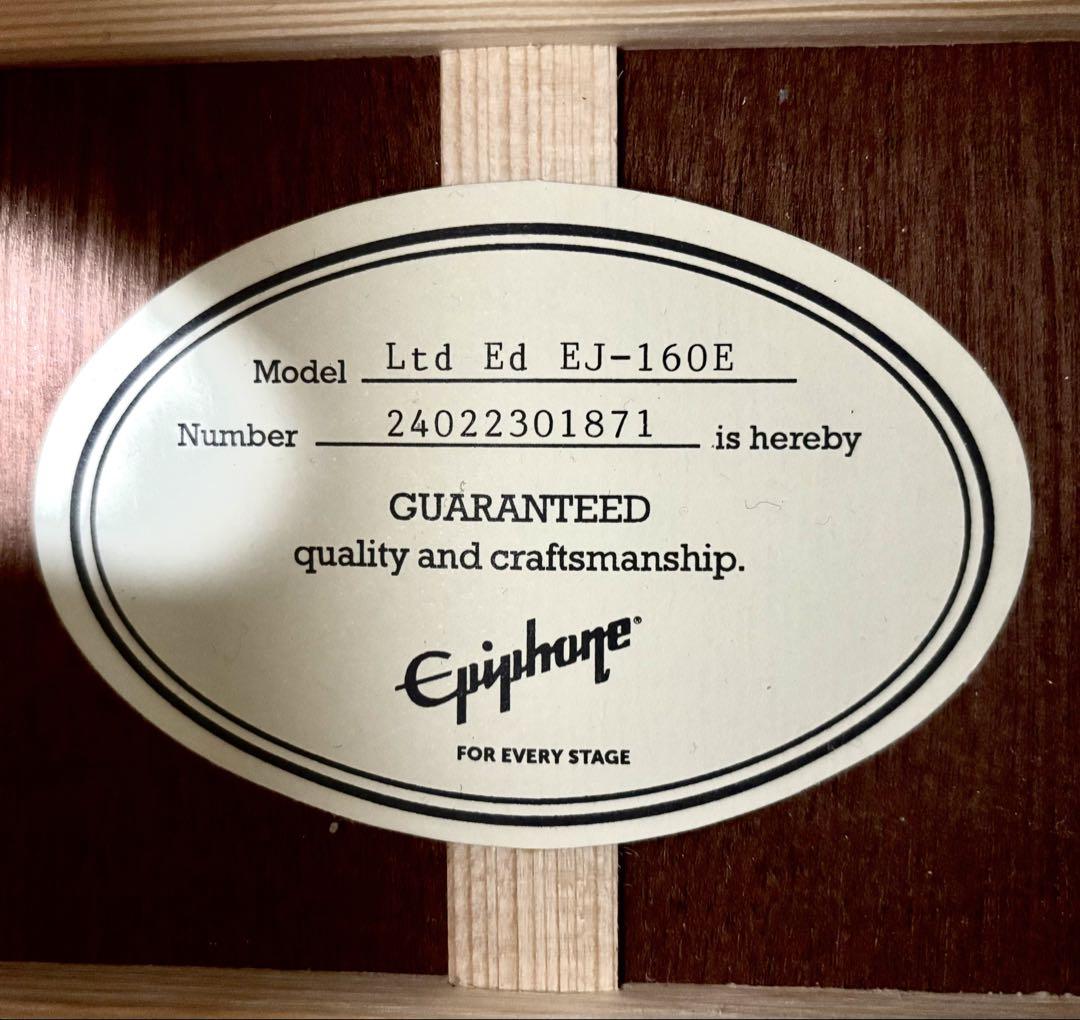 Model Ltd Ed EJ-160E
Number 24022301871 is hereby
GUARANTEED
quality and craftsmanship.
Epiphone®
FOR EVERY STAGE